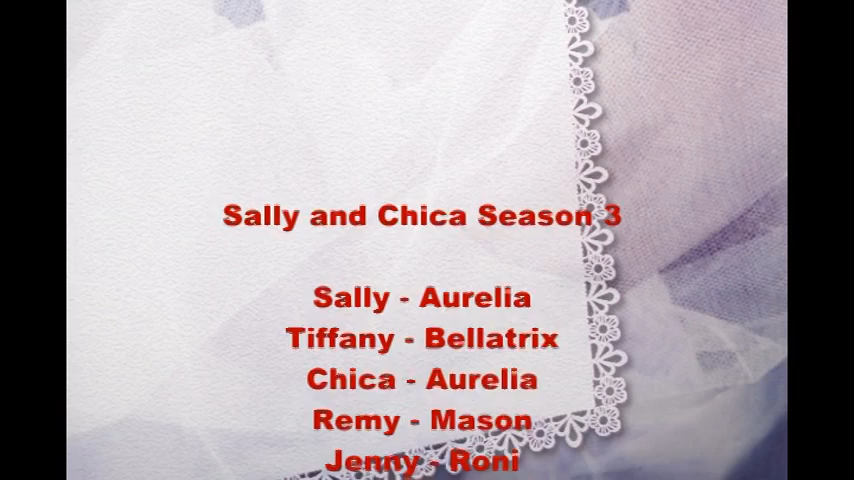 Sally and Chica Season 3
Sally - Aurelia
Tiffany - Bellatrix
Chica - Aurelia
Remy - Mason
Jenny - Roni